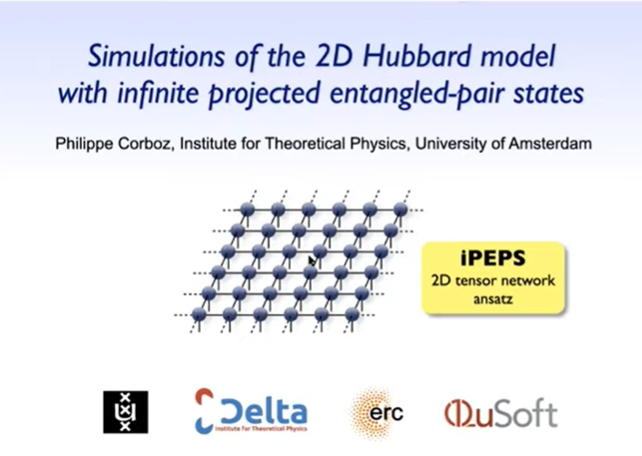 Simulations of the 2D Hubbard model
with infinite projected entangled-pair states
Philippe Corboz, Institute for Theoretical Physics, University of Amsterdam
iPEPS
2D tensor network
ansatz
Delta
Institute for Theoretical Physics
erc
QuSoft